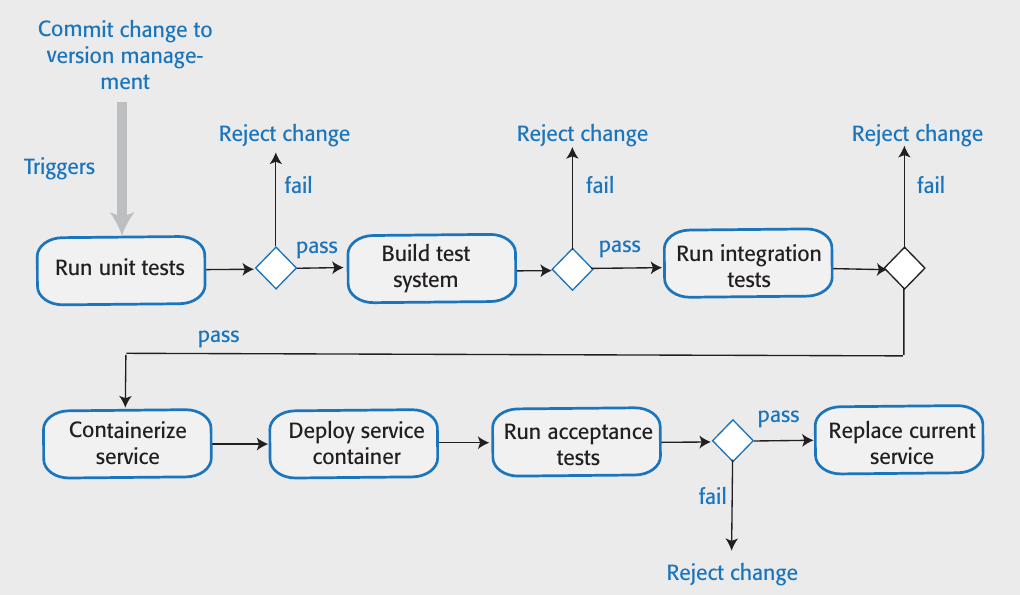 Commit change to
version manage-
ment
Triggers
Reject change
fail
Reject change
fail
Reject change
fail
Run unit tests
pass
Build test
system
pass
Run integration
tests
pass
Containerize
service
Deploy service
container
Run acceptance
tests
pass
Replace current
service
fail
Reject change